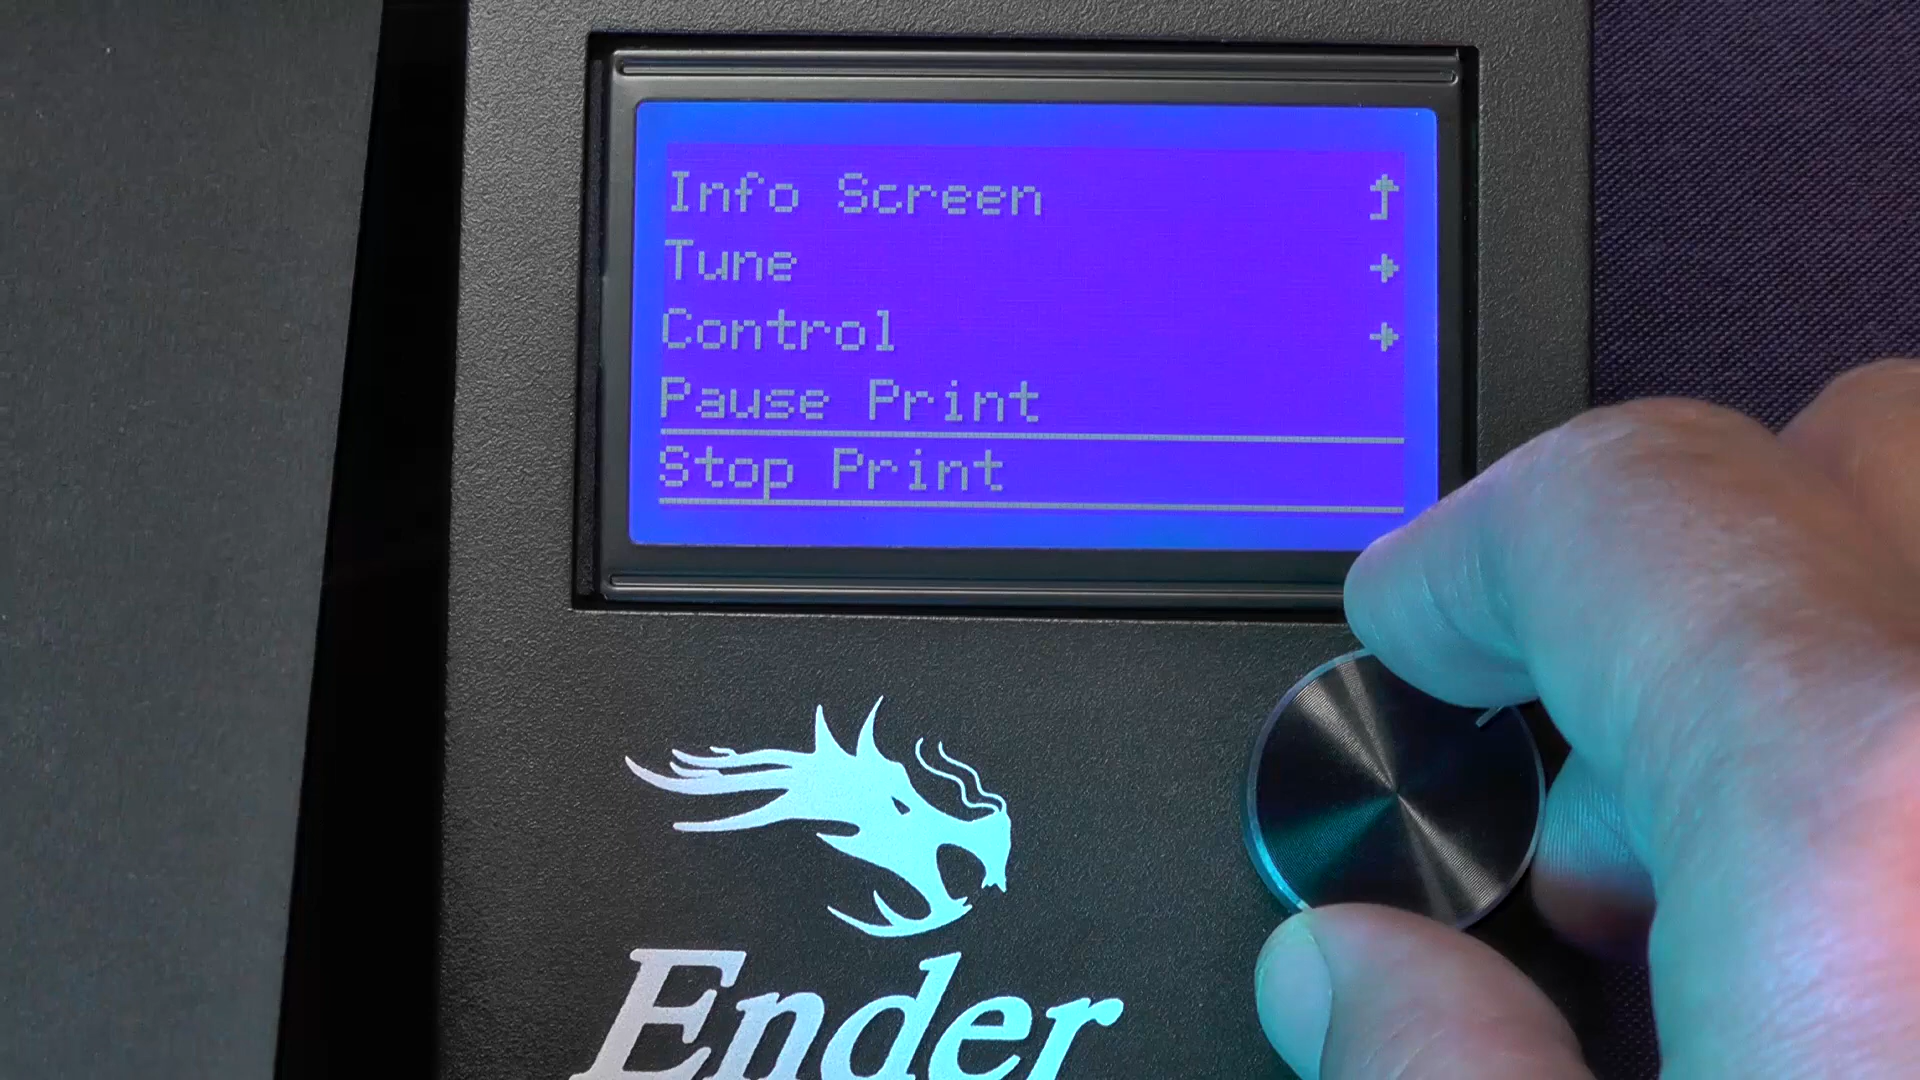 Info Screen
Tune
Control
Pause Print
Stop Print
Ender